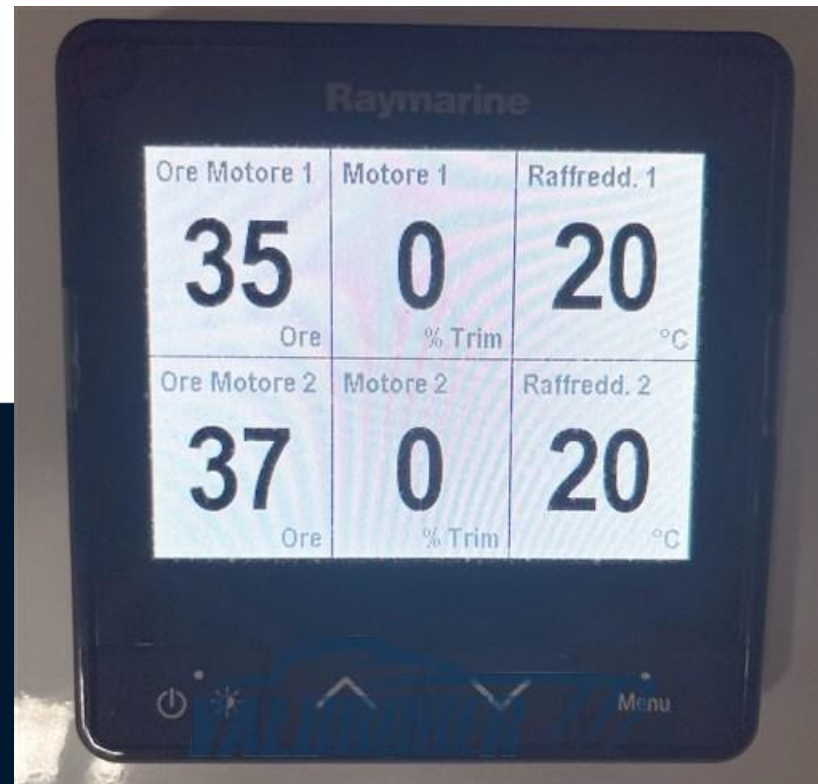 Raymarine
Ore Motore 1 Motore 1 Raffredd. 1
35 0 20
Ore % Trim °C
Ore Motore 2 Motore 2 Raffredd. 2
37 0 20
Ore % Trim °C
Menu